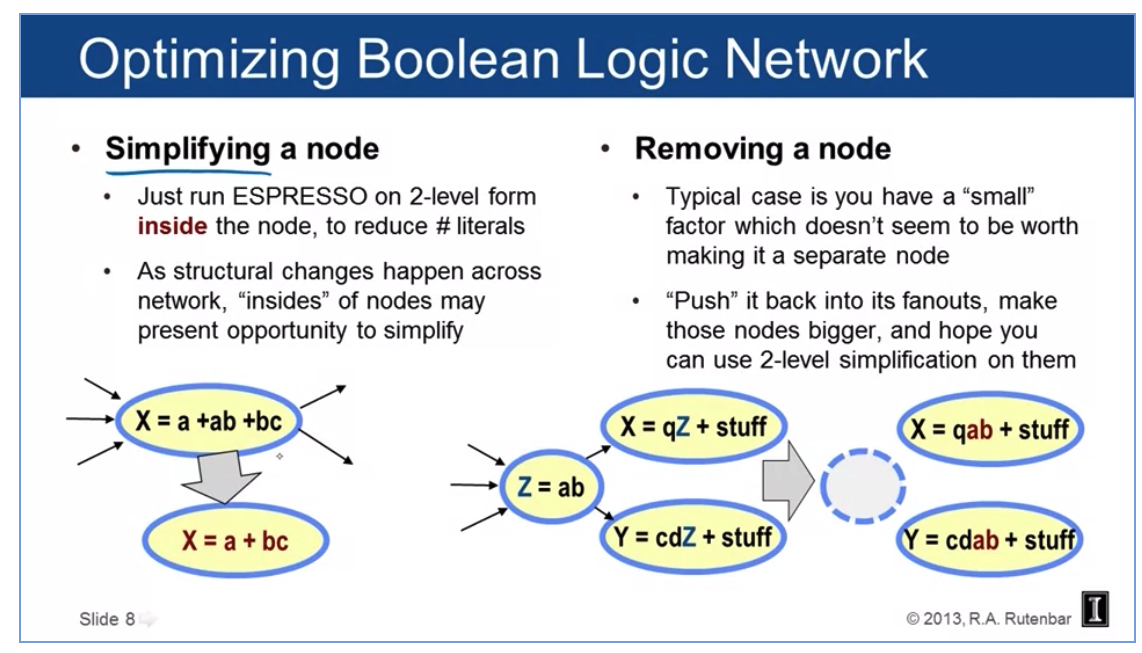 Optimizing Boolean Logic Network
• Simplifying a node
• Just run ESPRESSO on 2-level form
inside the node, to reduce # literals
• As structural changes happen across
network, “insides” of nodes may
present opportunity to simplify
X = a +ab +bc
X = a + bc
• Removing a node
• Typical case is you have a “small”
factor which doesn’t seem to be worth
making it a separate node
• “Push” it back into its fanouts, make
those nodes bigger, and hope you
can use 2-level simplification on them
Z = ab
X = qZ + stuff
Y = cdZ + stuff
X = qab + stuff
Y = cdab + stuff
Slide 8
© 2013, R.A. Rutenbar
I